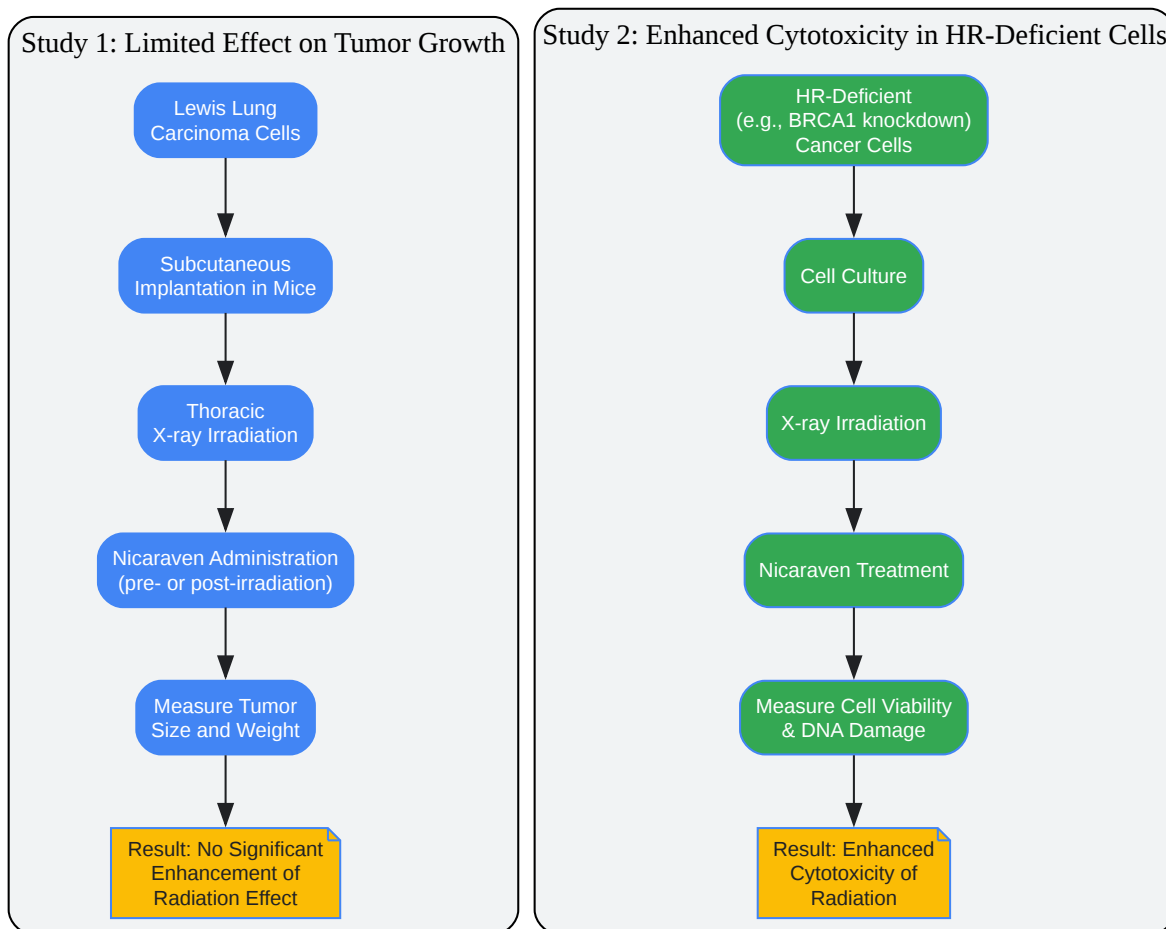 Study 1: Limited Effect on Tumor Growth
Lewis Lung
Carcinoma Cells
Subcutaneous
Implantation in Mice
Thoracic
X-ray Irradiation
Nicaraven Administration
(pre- or post-irradiation)
Measure Tumor
Size and Weight
Result: No Significant
Enhancement of
Radiation Effect
Study 2: Enhanced Cytotoxicity in HR-Deficient Cells
HR-Deficient
(e.g., BRCA1 knockdown)
Cancer Cells
Cell Culture
X-ray Irradiation
Nicaraven Treatment
Measure Cell Viability
& DNA Damage
Result: Enhanced
Cytotoxicity of
Radiation